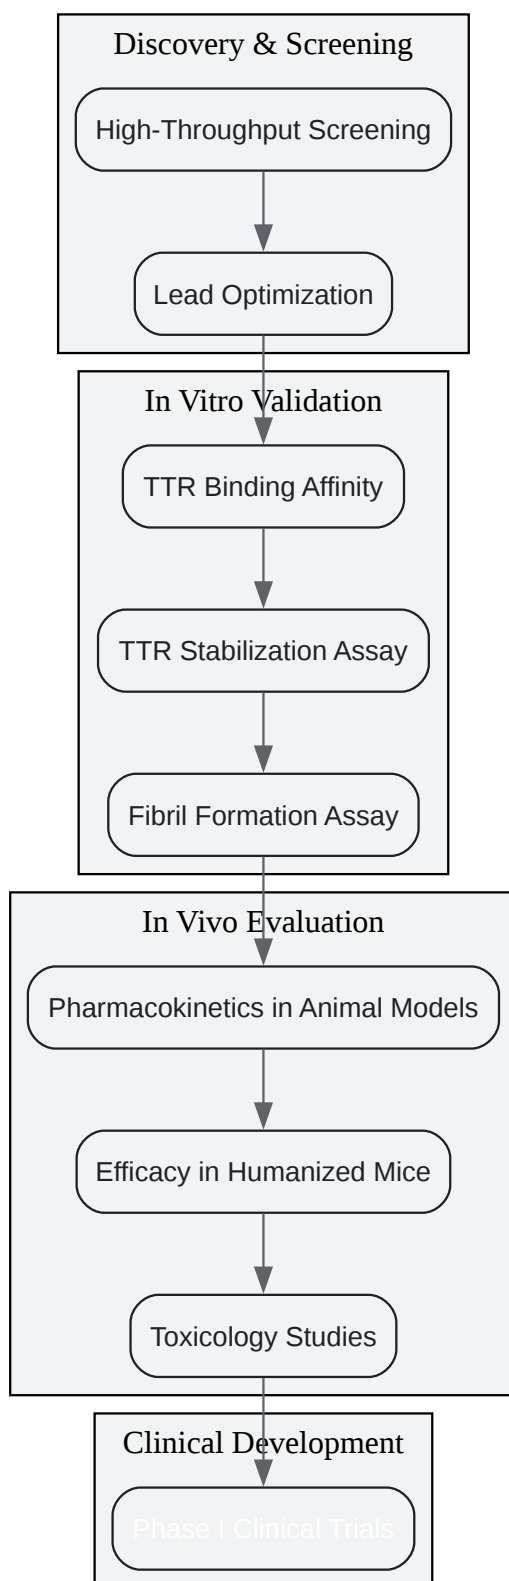 Discovery & Screening
High-Throughput Screening
Lead Optimization
In Vitro Validation
TTR Binding Affinity
TTR Stabilization Assay
Fibril Formation Assay
In Vivo Evaluation
Pharmacokinetics in Animal Models
Efficacy in Humanized Mice
Toxicology Studies
Clinical Development
Phase I Clinical Trials